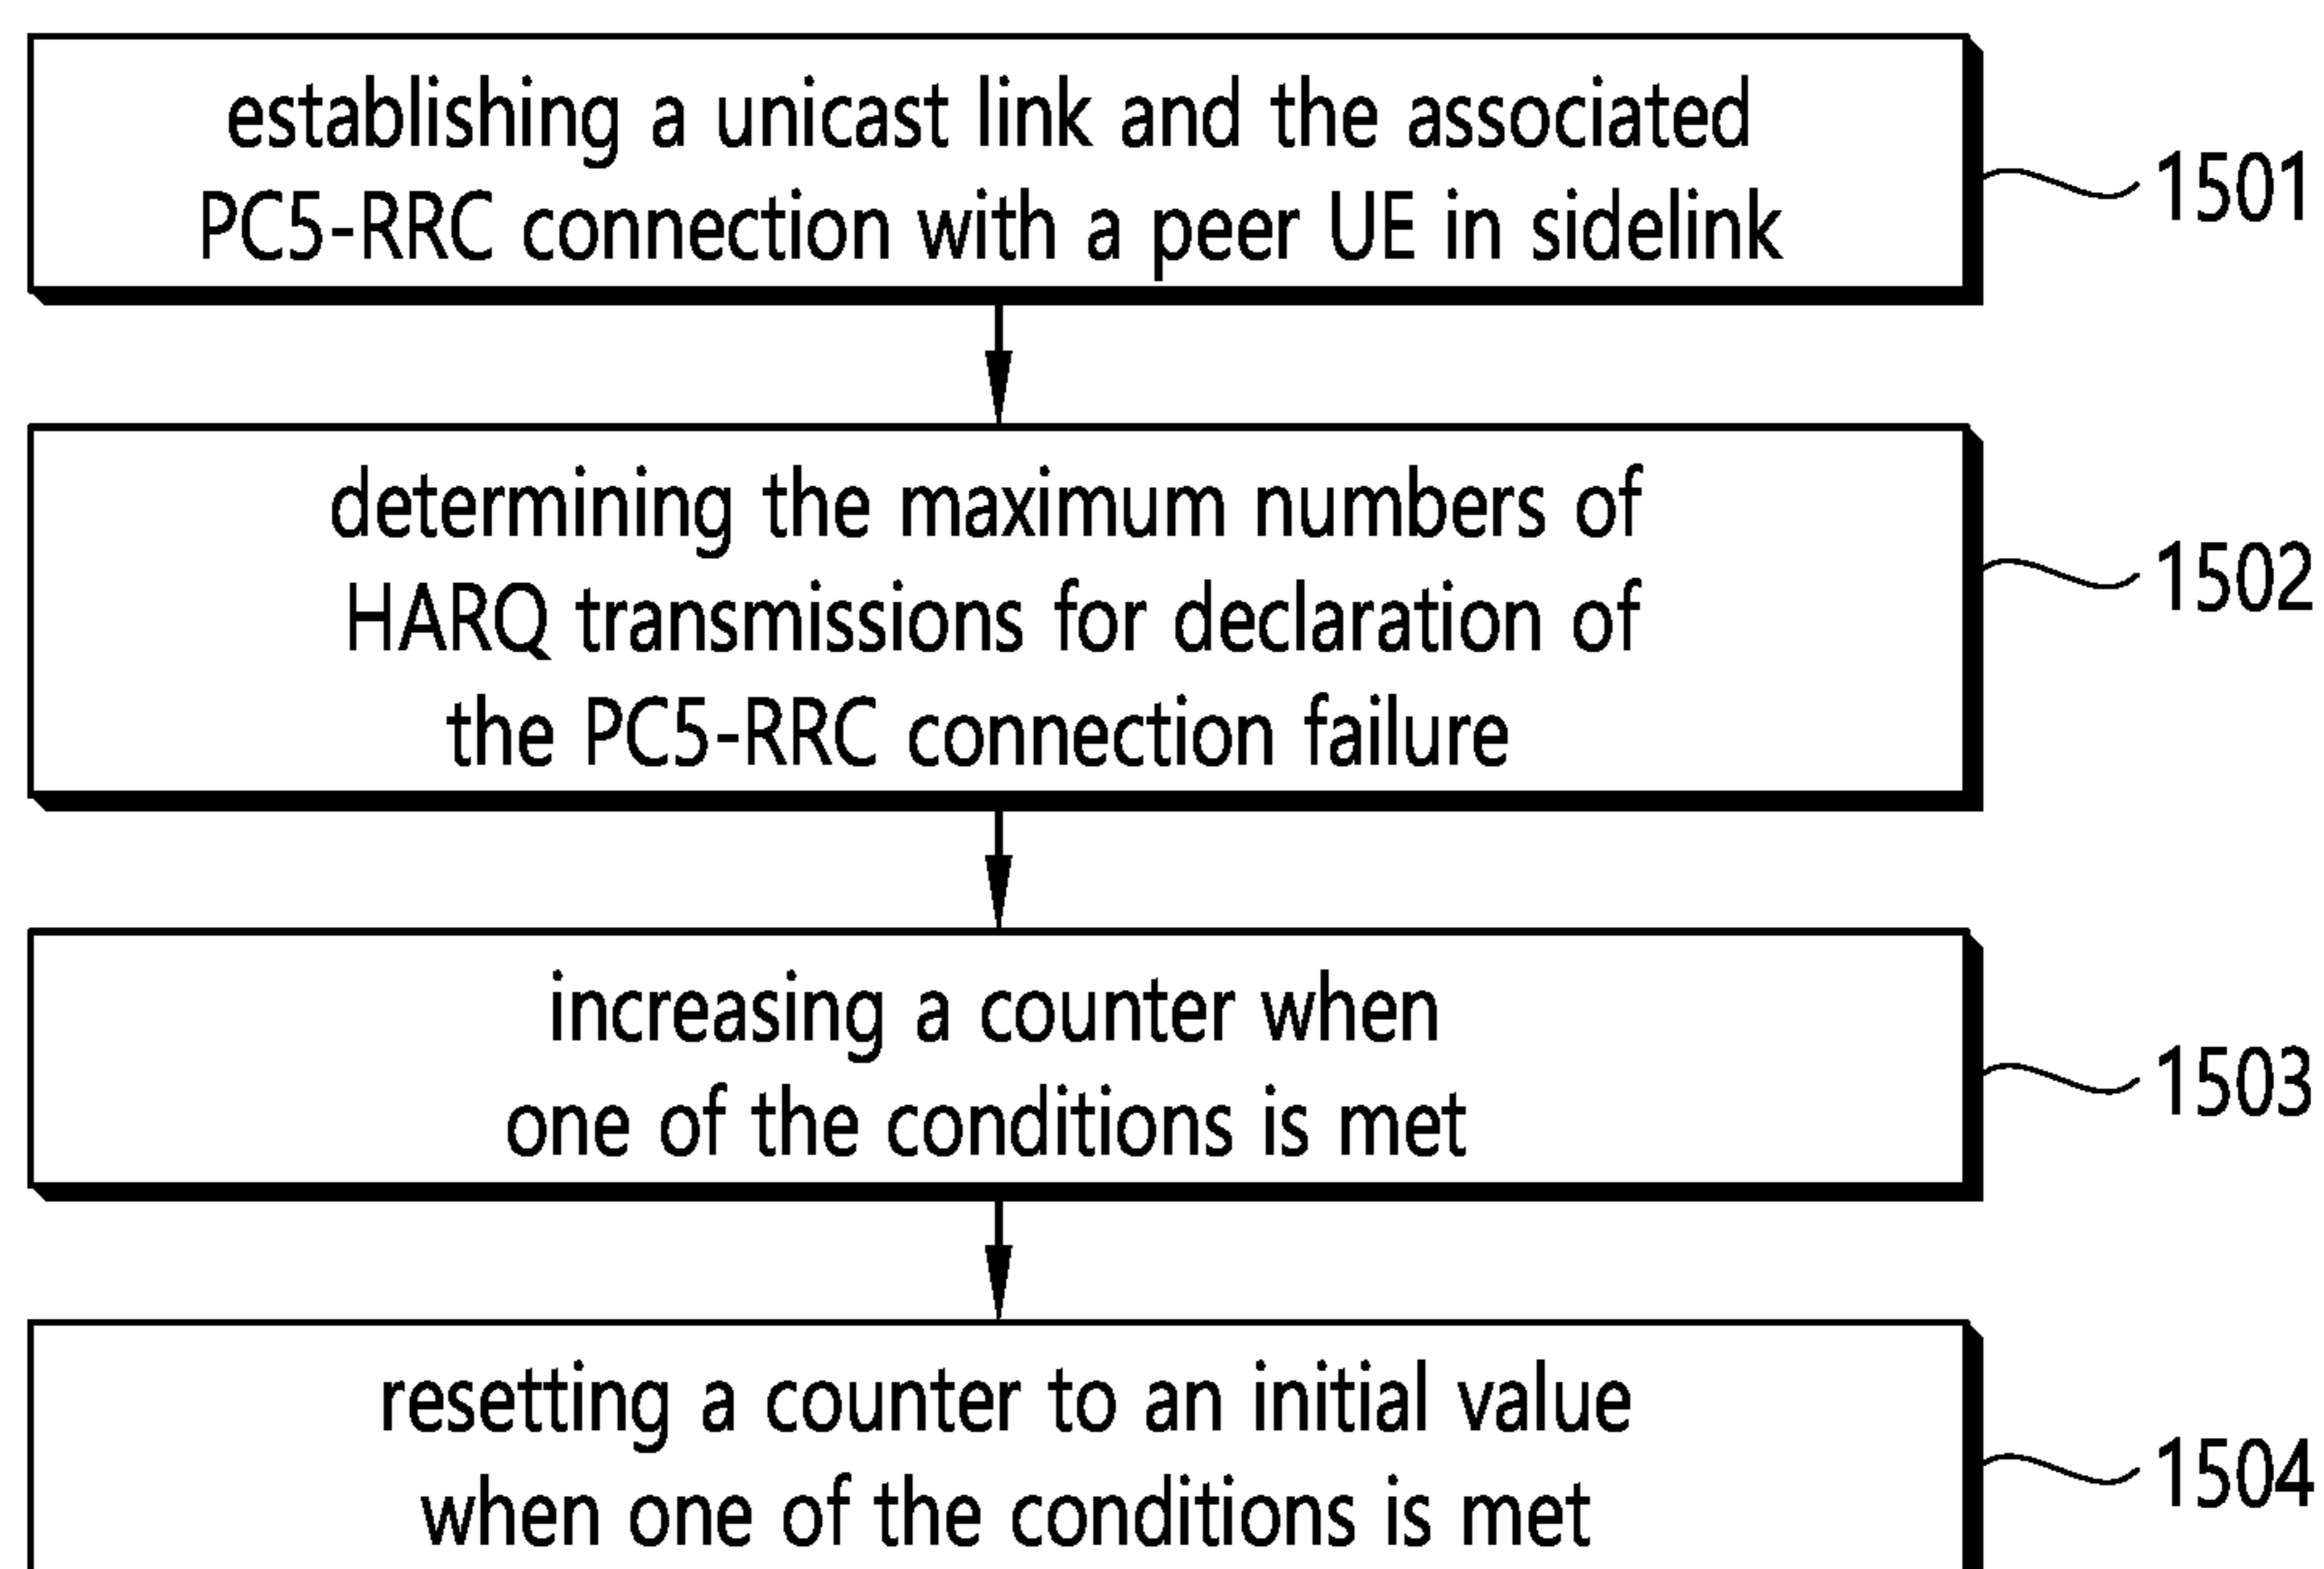 establishing a unicast link and the associated
PC5-RRC connection with a peer UE in sidelink
1501
determining the maximum numbers of
HARQ transmissions for declaration of
the PC5-RRC connection failure
1502
increasing a counter when
one of the conditions is met
1503
resetting a counter to an initial value
when one of the conditions is met
1504